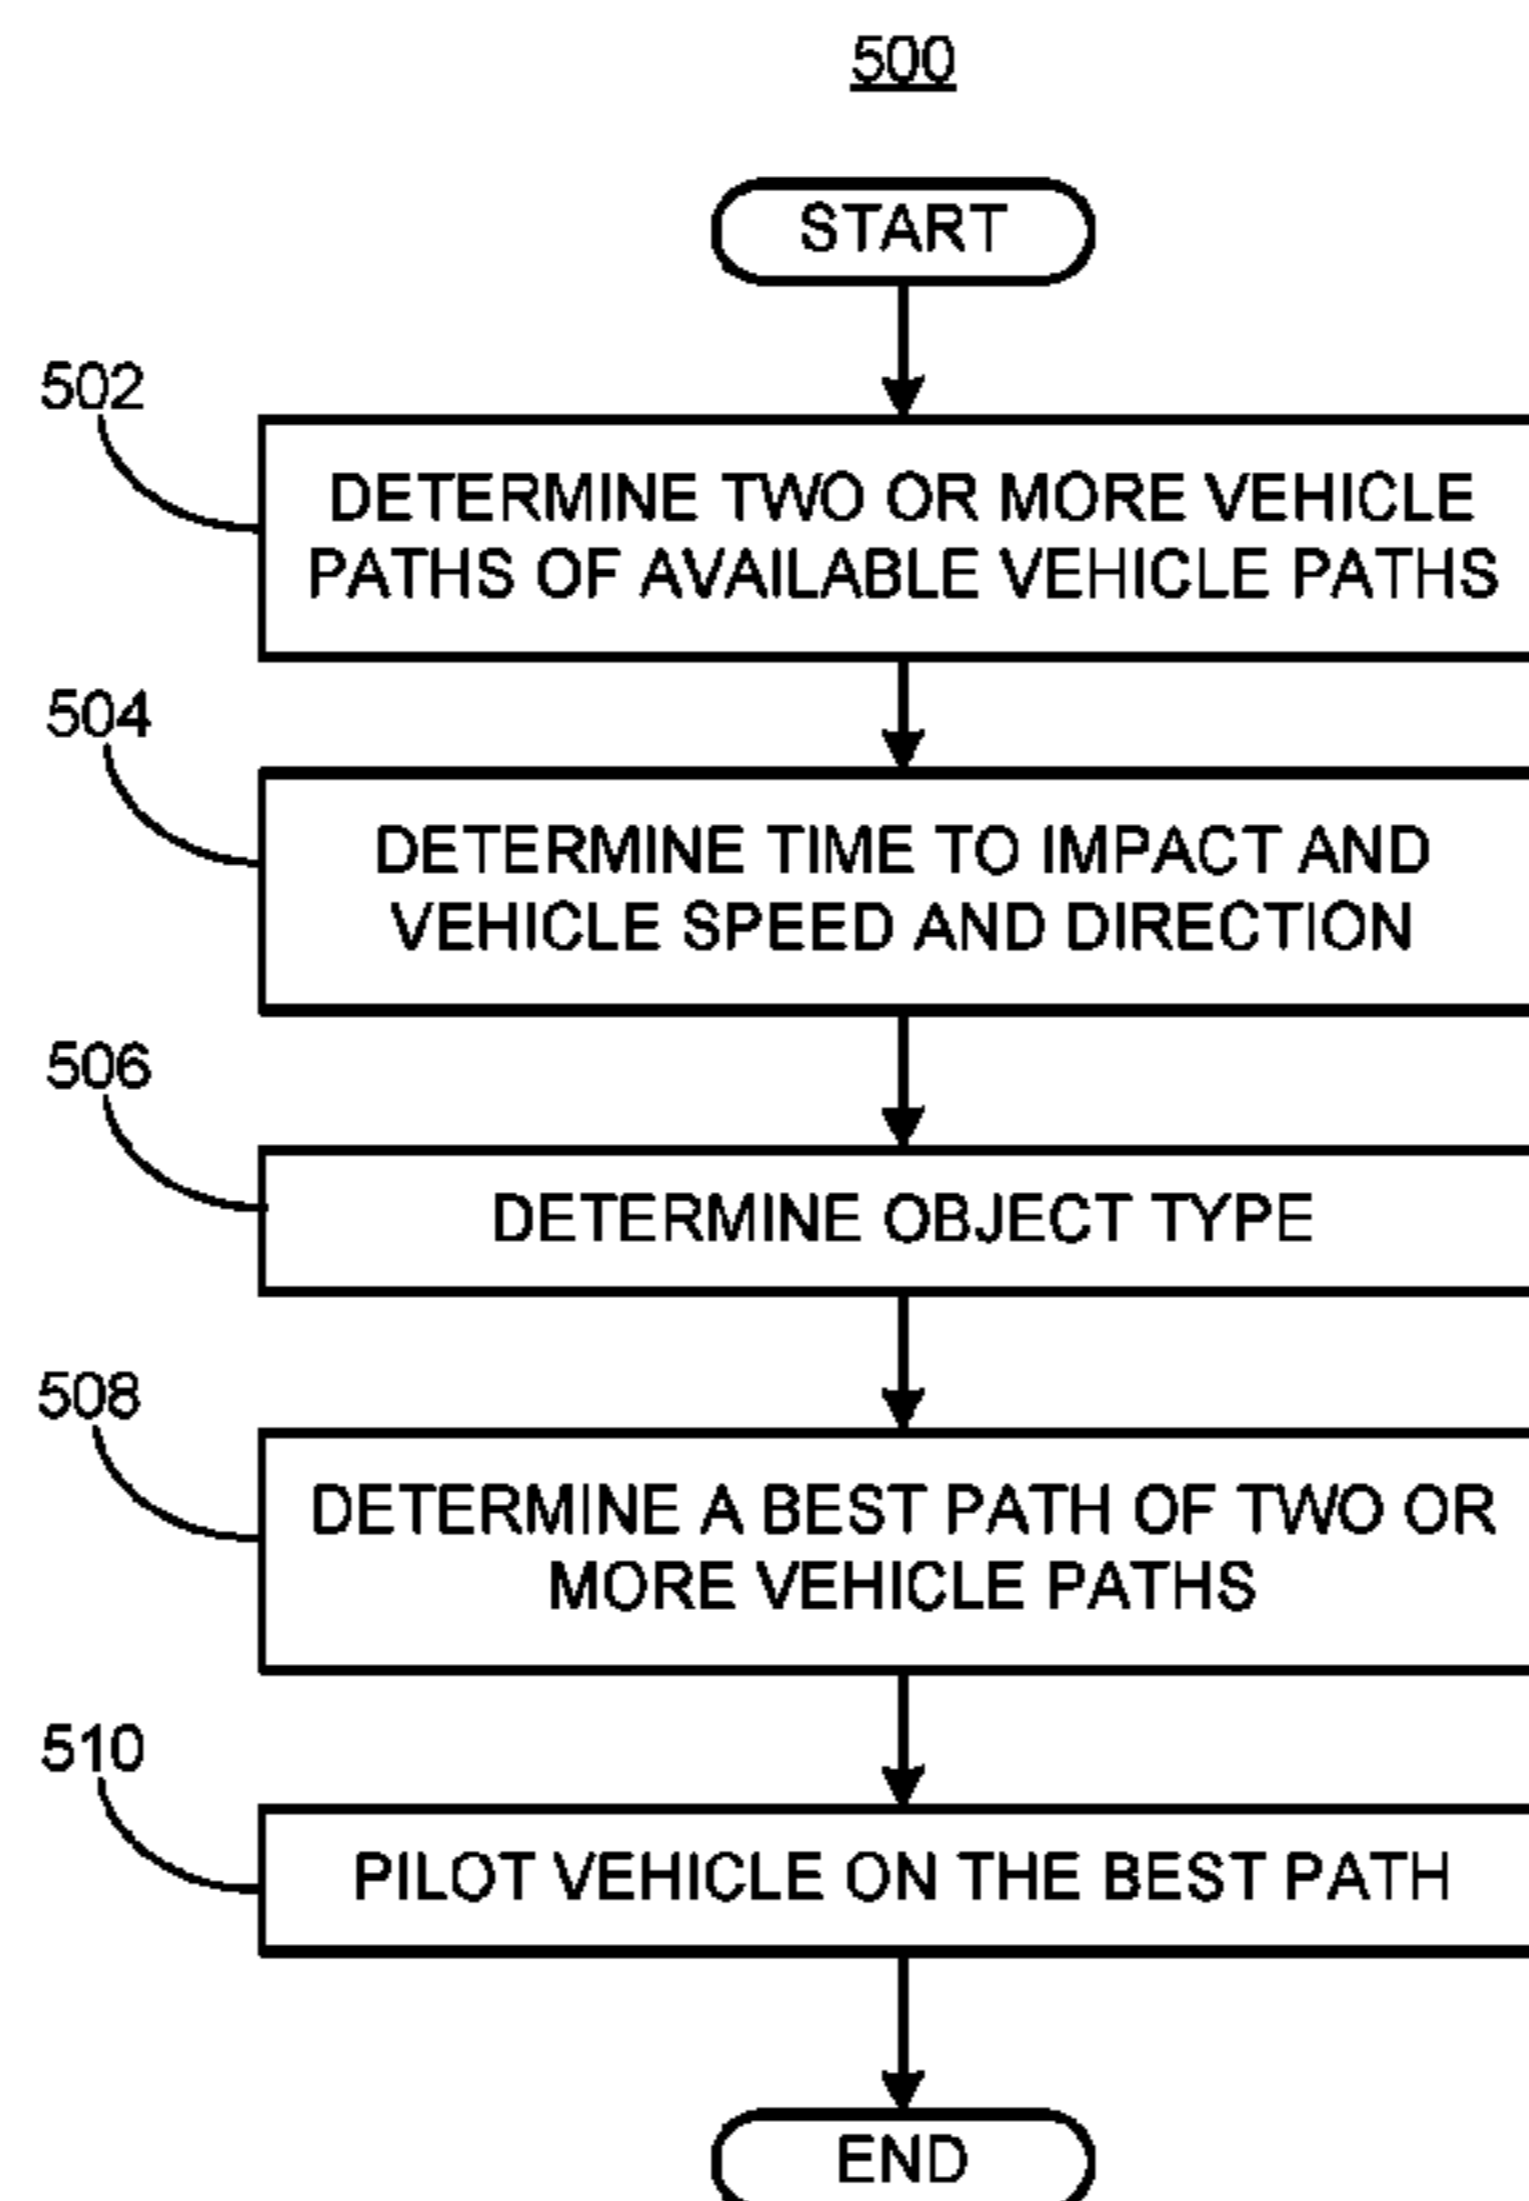 500
START
502
DETERMINE TWO OR MORE VEHICLE
PATHS OF AVAILABLE VEHICLE PATHS
504
DETERMINE TIME TO IMPACT AND
VEHICLE SPEED AND DIRECTION
506
DETERMINE OBJECT TYPE
508
DETERMINE A BEST PATH OF TWO OR
MORE VEHICLE PATHS
510
PILOT VEHICLE ON THE BEST PATH
END